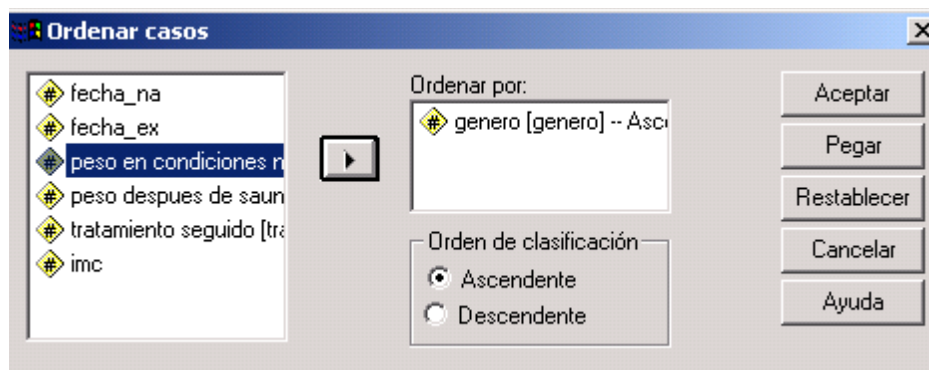 Ordenar casos
fecha_na
fecha_ex
peso en condiciones n
peso despues de saun
tratamiento seguido [tra
imc
Ordenar por:
genero [genero] -- Asce
Orden de clasificación
Ascendente
Descendente
Aceptar
Pegar
Restablecer
Cancelar
Ayuda